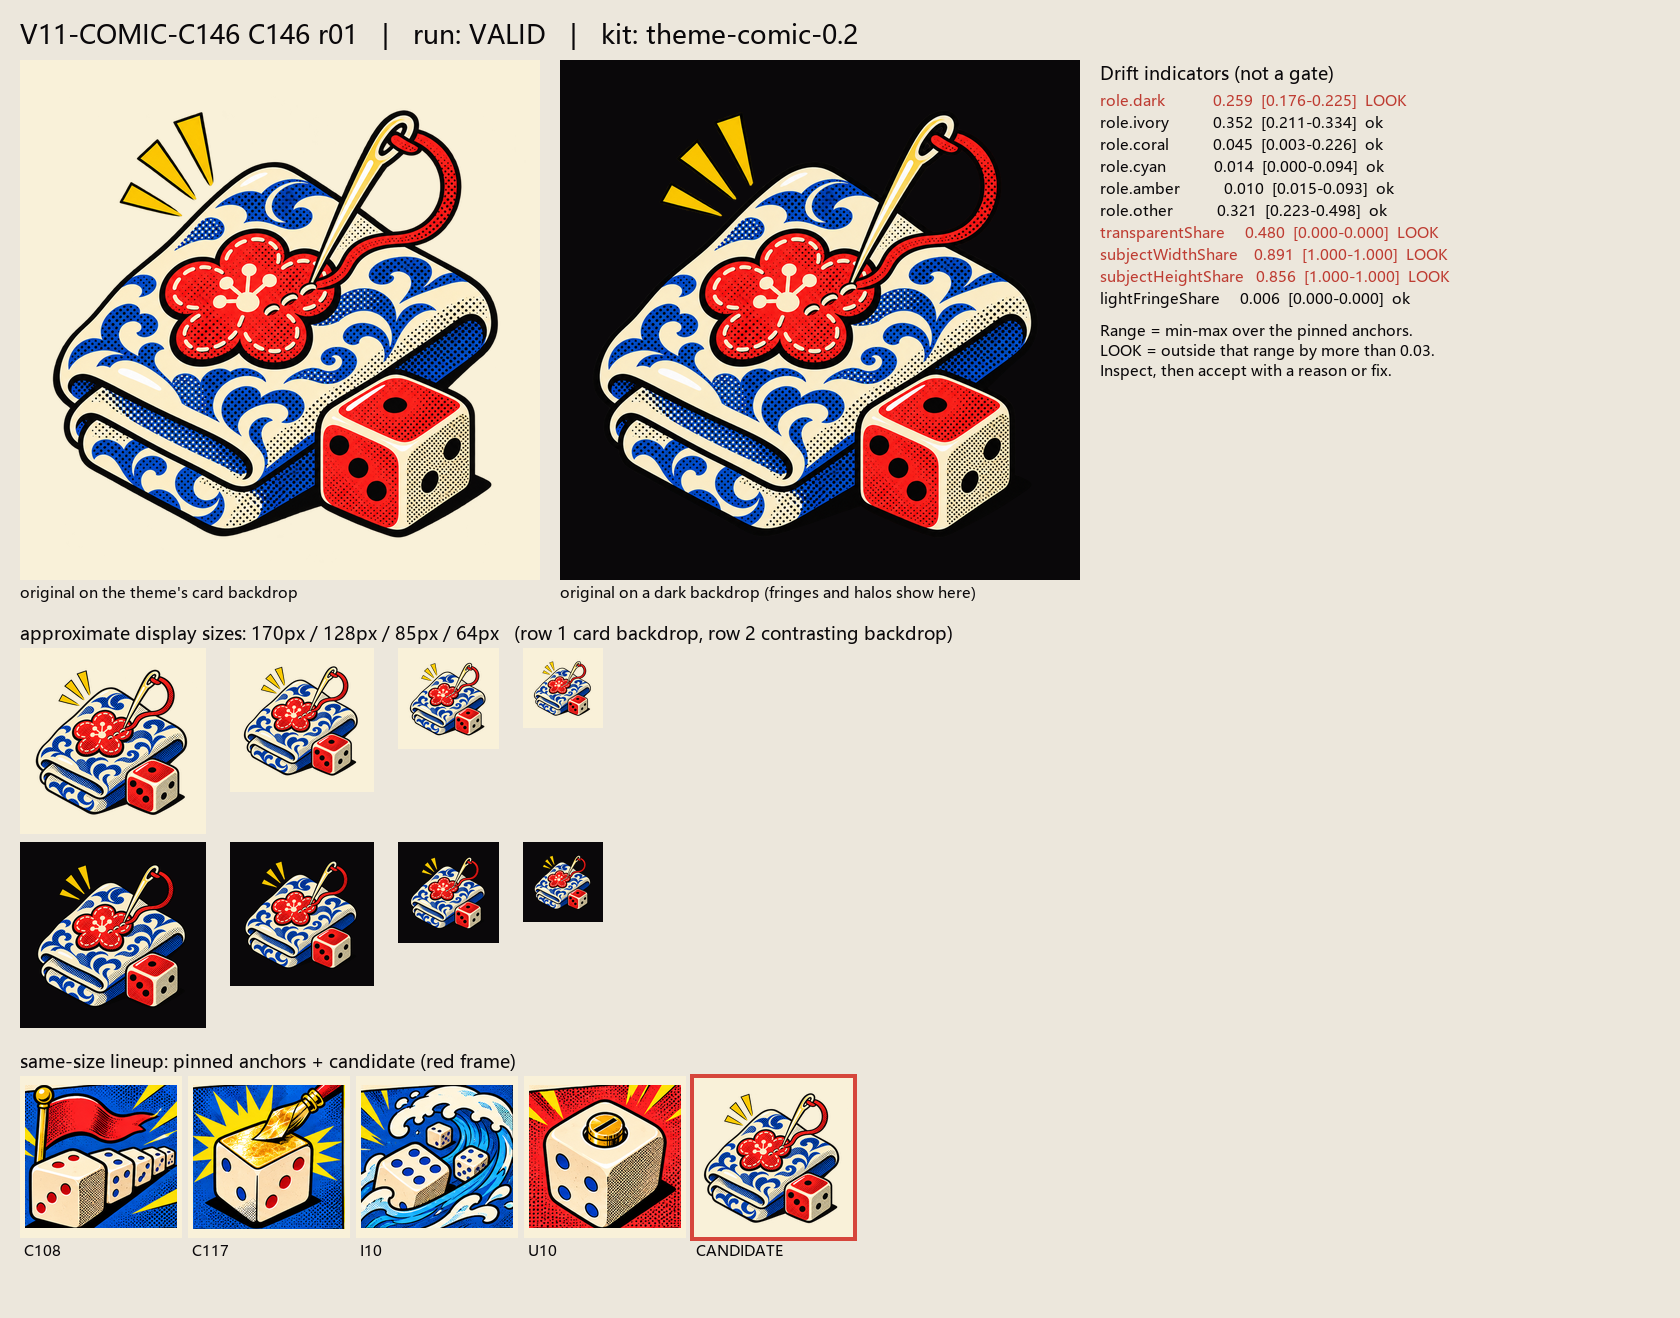 V11-COMIC-C146 C146 r01 | run: VALID | kit: theme-comic-0.2
Drift indicators (not a gate)
role.dark 0.259 [0.176-0.225] LOOK
role.ivory 0.352 [0.211-0.334] ok
role.coral 0.045 [0.003-0.226] ok
role.cyan 0.014 [0.000-0.094] ok
role.amber 0.010 [0.015-0.093] ok
role.other 0.321 [0.223-0.498] ok
transparentShare 0.480 [0.000-0.000] LOOK
subjectWidthShare 0.891 [1.000-1.000] LOOK
subjectHeightShare 0.856 [1.000-1.000] LOOK
lightFringeShare 0.006 [0.000-0.000] ok
Range = min-max over the pinned anchors.
LOOK = outside that range by more than 0.03.
Inspect, then accept with a reason or fix.
original on the theme's card backdrop
original on a dark backdrop (fringes and halos show here)
approximate display sizes: 170px / 128px / 85px / 64px (row 1 card backdrop, row 2 contrasting backdrop)
same-size lineup: pinned anchors + candidate (red frame)
C108
C117
I10
U10
CANDIDATE